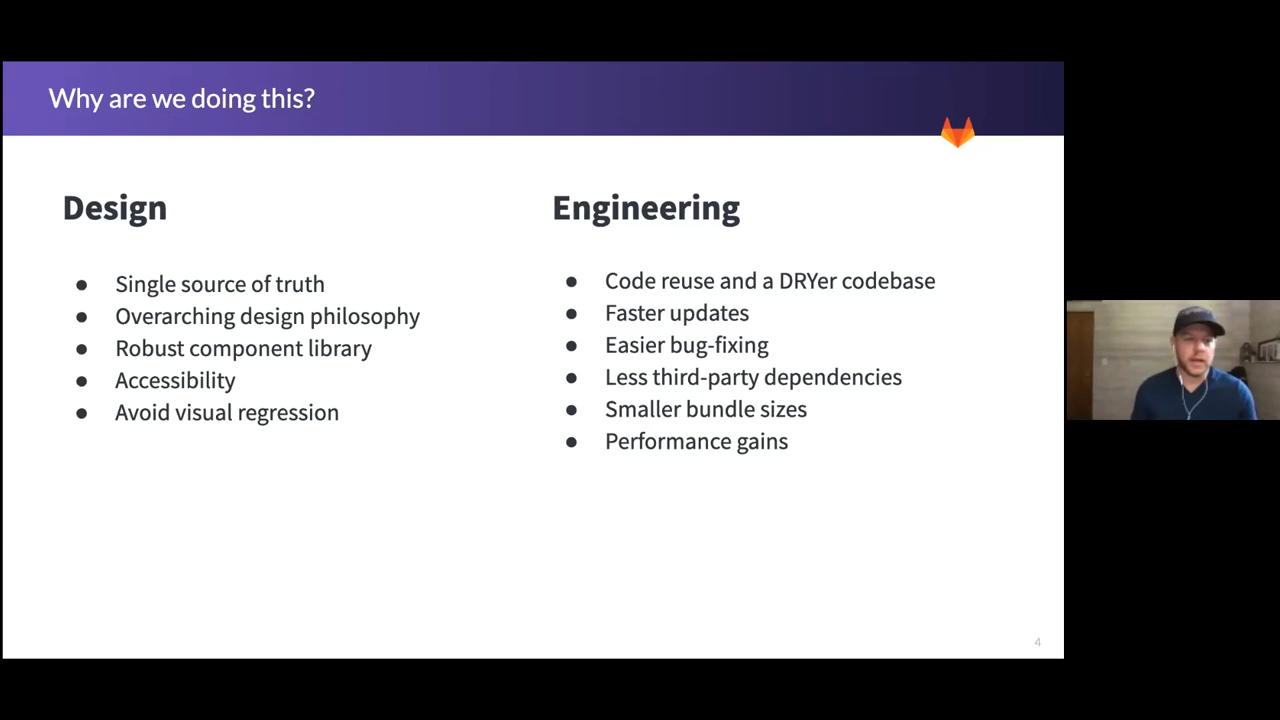 Why are we doing this?
Design
● Single source of truth
● Overarching design philosophy
● Robust component library
● Accessibility
● Avoid visual regression
Engineering
● Code reuse and a DRYer codebase
● Faster updates
● Easier bug-fixing
● Less third-party dependencies
● Smaller bundle sizes
● Performance gains
4